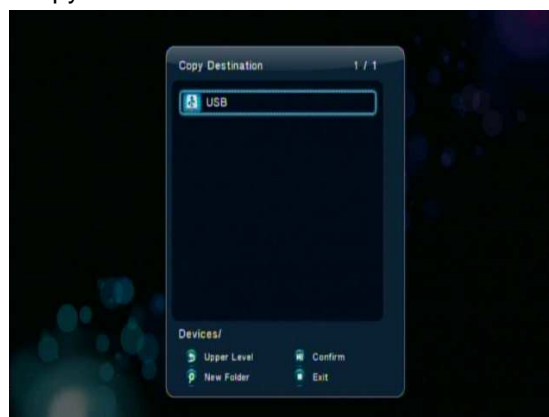 Copy Destination 1 / 1
USB
Devices/
Upper Level Confirm
New Folder Exit